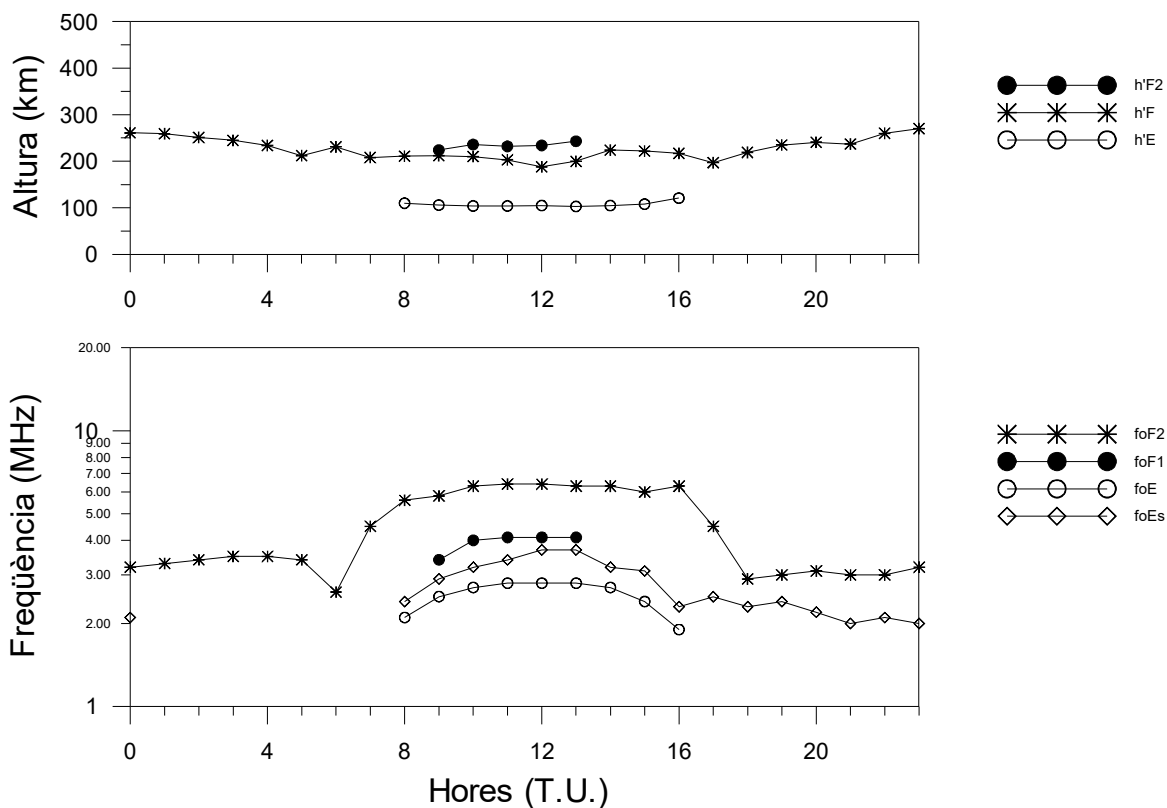 Altura (km)
500
400
300
200
100
0
0 4 8 12 16 20
h'F2
h'F
h'E
Freqüència (MHz)
20.00
10
9.00
8.00
7.00
6.00
5.00
4.00
3.00
2.00
1
0 4 8 12 16 20
Hores (T.U.)
foF2
foF1
foE
foEs